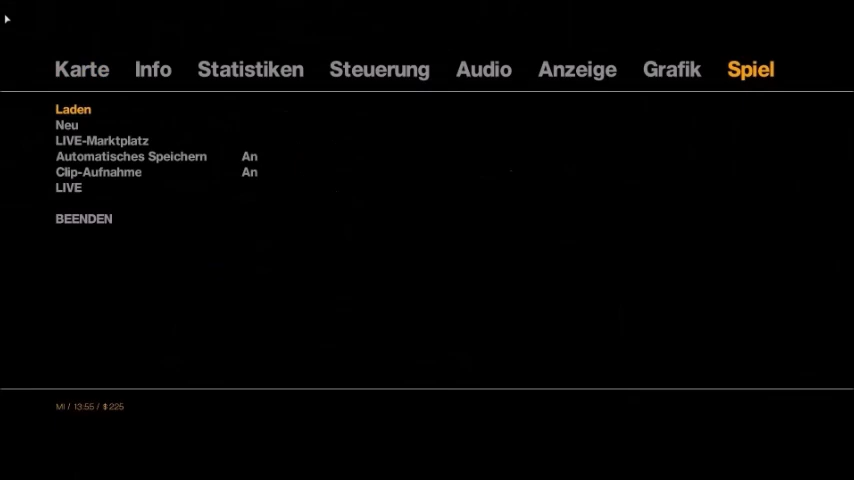 Karte Info Statistiken Steuerung Audio Anzeige Grafik Spiel
Laden
Neu
LIVE-Marktplatz
Automatisches Speichern An
Clip-Aufnahme An
LIVE
BEENDEN
MI / 13:55 / $225